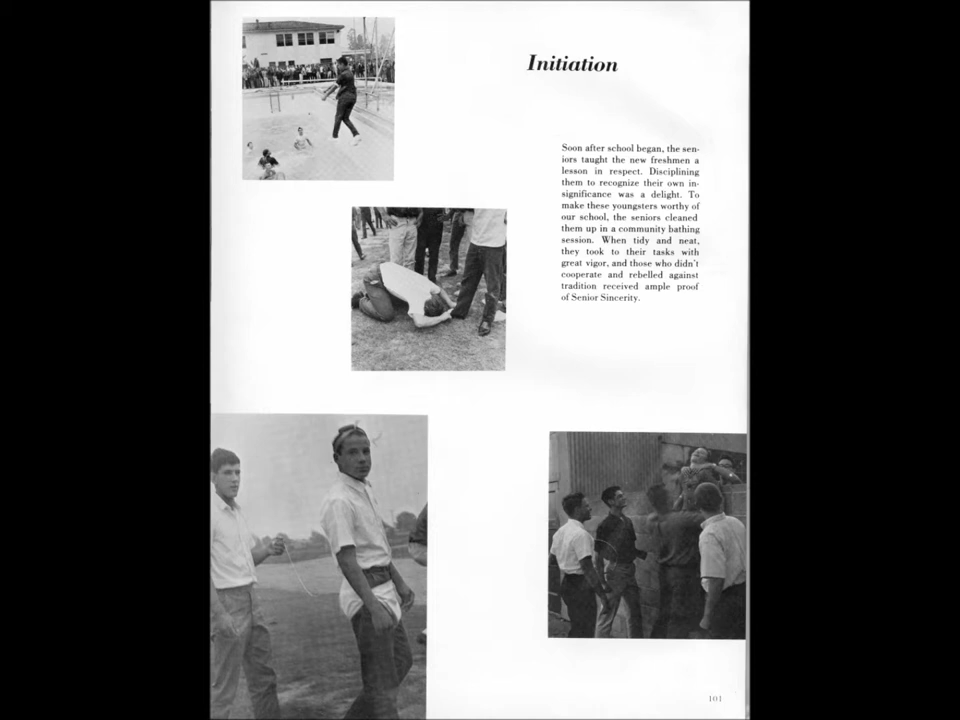 Initiation
Soon after school began, the sen-
iors taught the new freshmen a
lesson in respect. Disciplining
them to recognize their own in-
significance was a delight. To
make these youngsters worthy of
our school, the seniors cleaned
them up in a community bathing
session. When tidy and neat,
they took to their tasks with
great vigor, and those who didn't
cooperate and rebelled against
tradition received ample proof
of Senior Sincerity.
101